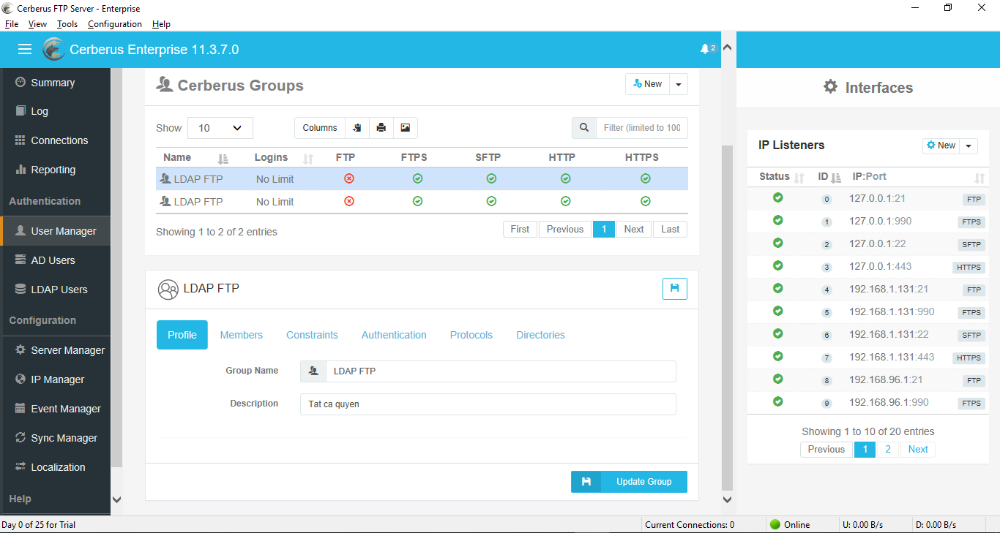 Cerberus FTP Server - Enterprise
File View Tools Configuration Help
Cerberus Enterprise 11.3.7.0
2
Summary
Log
Connections
Reporting
Authentication
User Manager
AD Users
LDAP Users
Configuration
Server Manager
IP Manager
Event Manager
Sync Manager
Localization
Help
Cerberus Groups
New
Show 10 Columns Filter (limited to 100
Name Logins FTP FTPS SFTP HTTP HTTPS
LDAP FTP No Limit
LDAP FTP No Limit
Showing 1 to 2 of 2 entries
First Previous 1 Next Last
LDAP FTP
Profile Members Constraints Authentication Protocols Directories
Group Name LDAP FTP
Description Tat ca quyen
Update Group
Interfaces
IP Listeners New
Status ID IP:Port
0 127.0.0.1:21 FTP
1 127.0.0.1:990 FTPS
2 127.0.0.1:22 SFTP
3 127.0.0.1:443 HTTPS
4 192.168.1.131:21 FTP
5 192.168.1.131:990 FTPS
6 192.168.1.131:22 SFTP
7 192.168.1.131:443 HTTPS
8 192.168.96.1:21 FTP
9 192.168.96.1:990 FTPS
Showing 1 to 10 of 20 entries
Previous 1 2 Next
Day 0 of 25 for Trial Current Connections: 0 Online U: 0.00 B/s D: 0.00 B/s